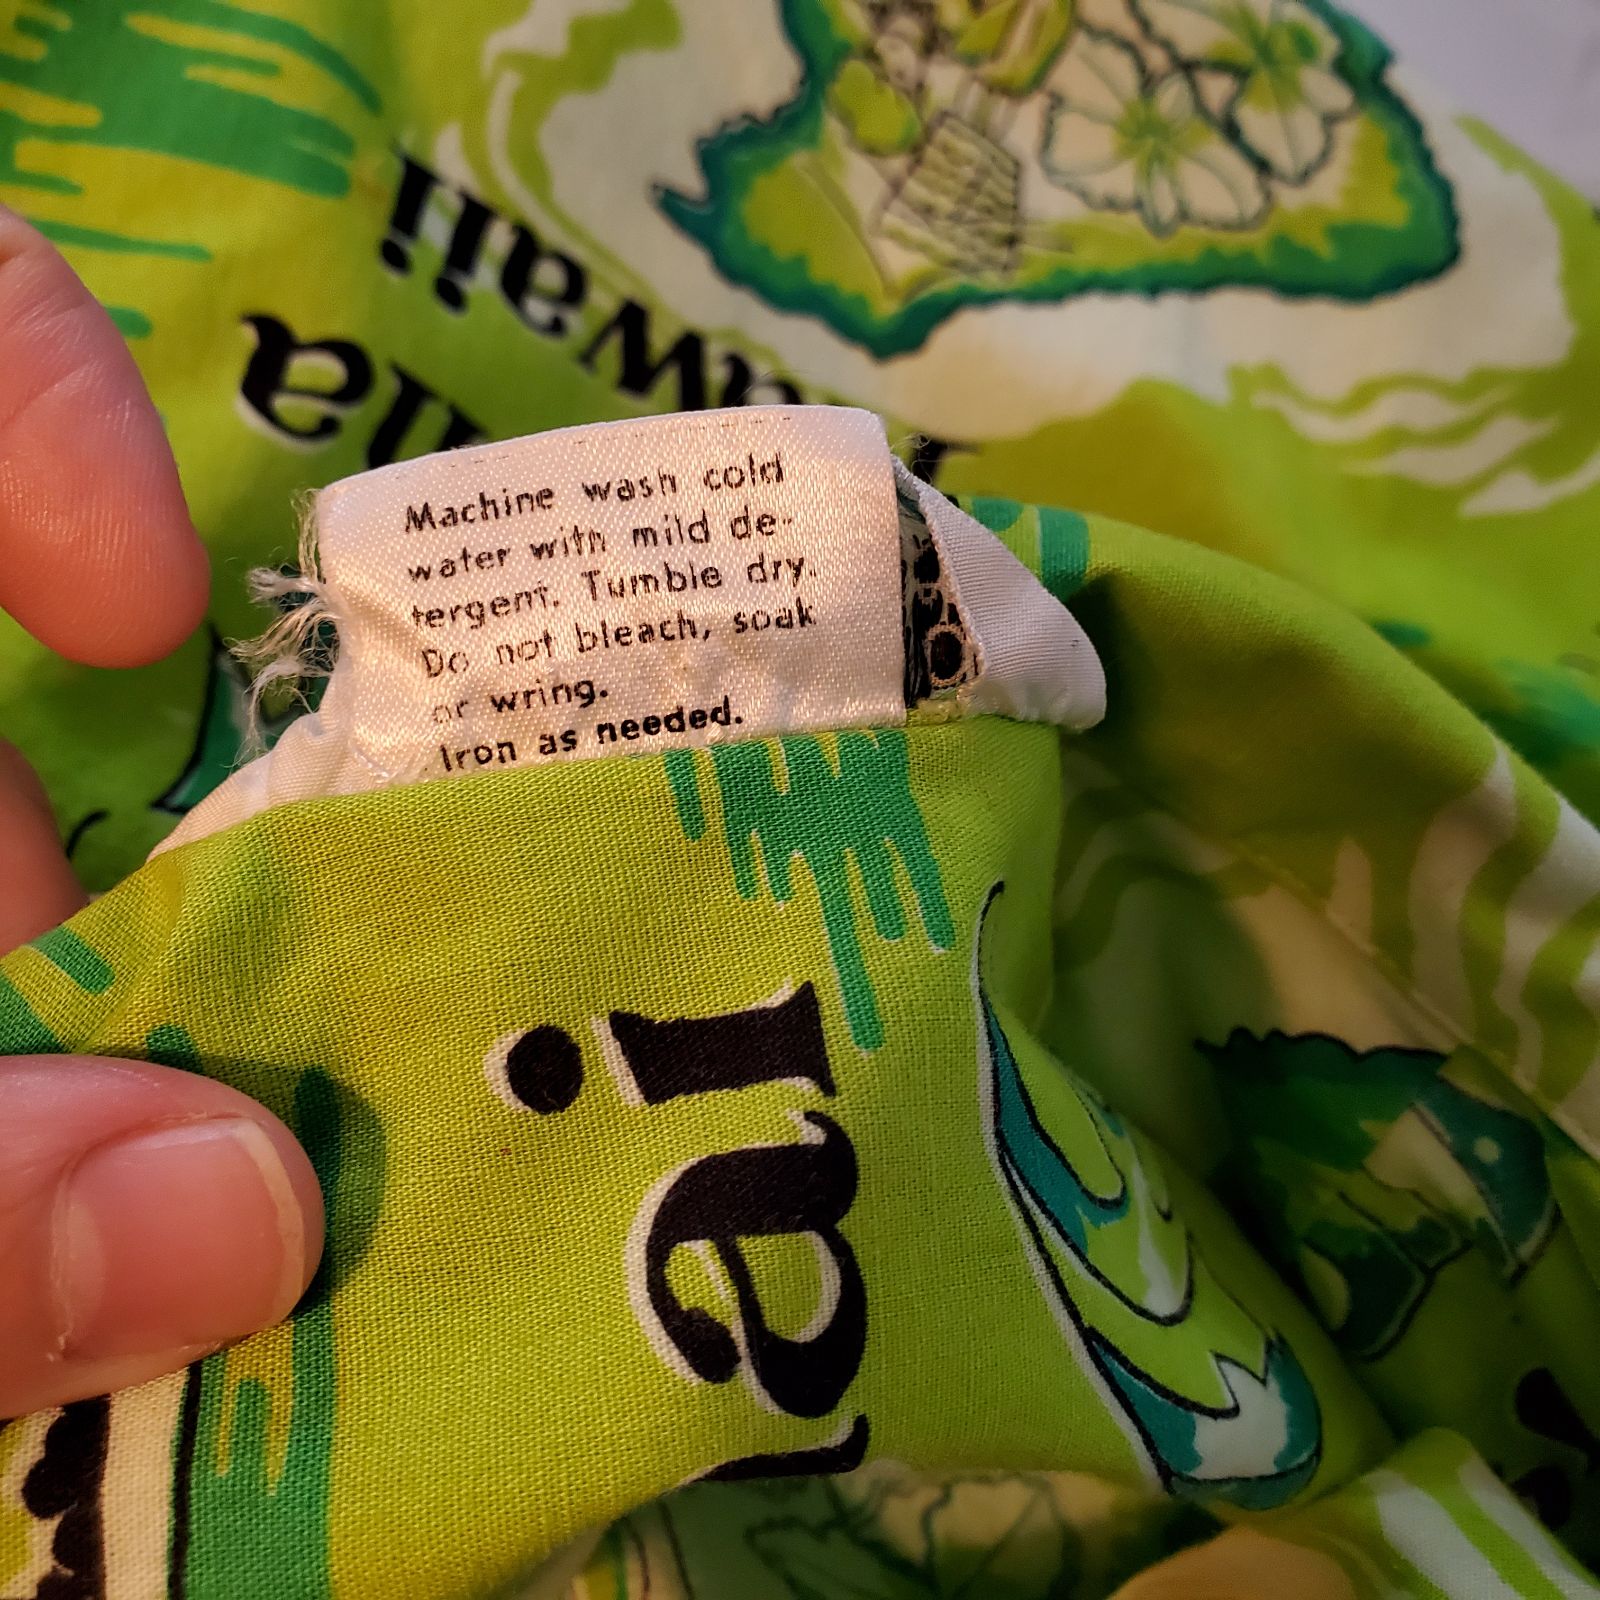 Hawaii
Machine wash cold
water with mild de-
tergent. Tumble dry.
Do not bleach, soak
or wring.
Iron as needed.